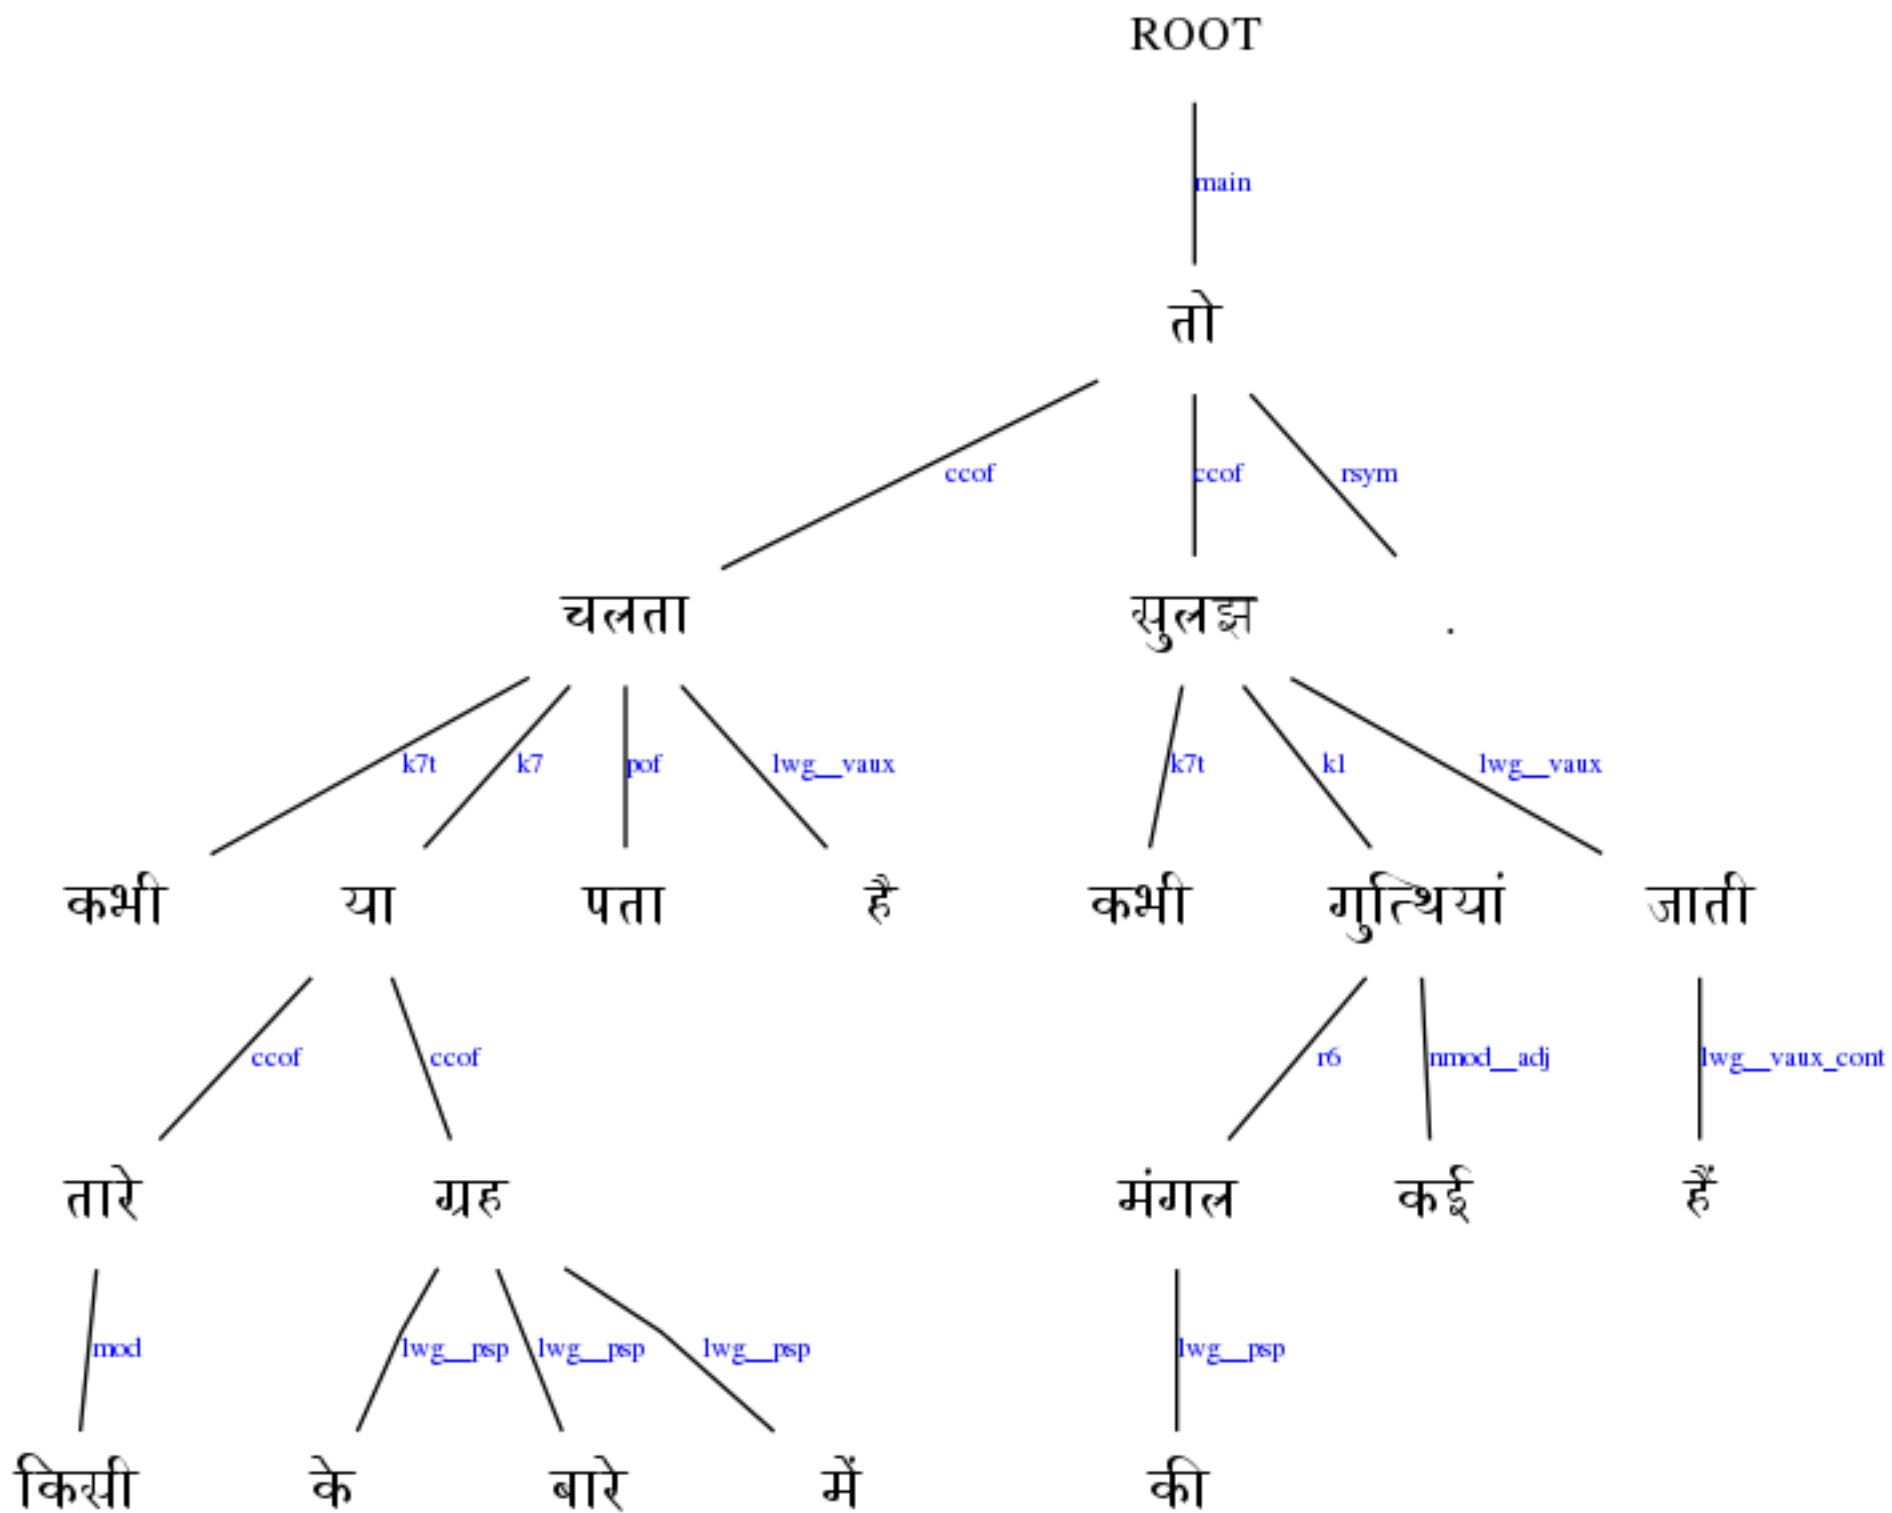 ROOT
main
तो
ccof ccof rsym
चलता सुलझ .
k7t k7 pof lwg__vaux k7t k1 lwg__vaux
कभी या पता है कभी गुत्थियां जाती
ccof ccof r6 nmod__adj lwg__vaux_cont
तारे ग्रह मंगल कई हैं
mod lwg__psp lwg__psp lwg__psp lwg__psp
किसी के बारे में की